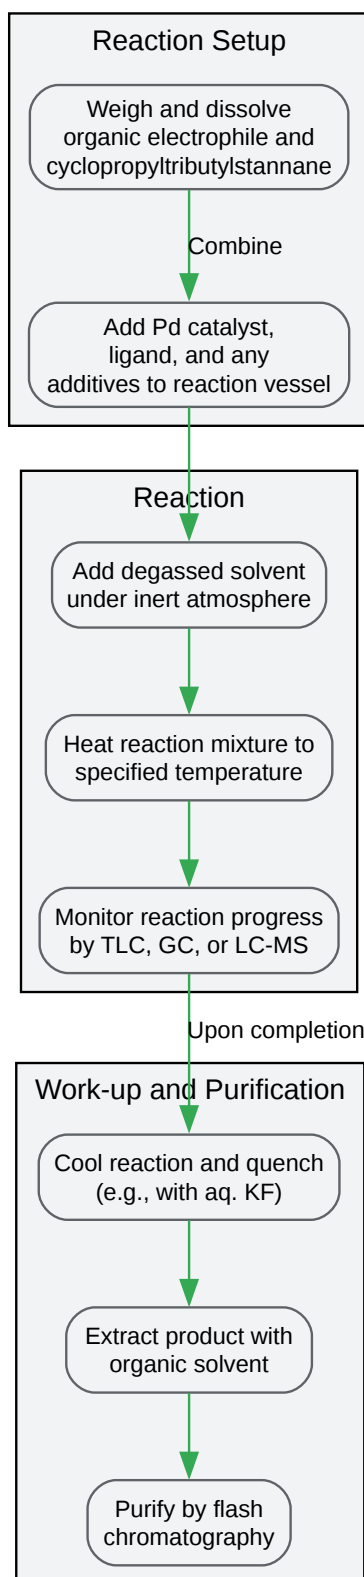 Reaction Setup
Weigh and dissolve
organic electrophile and
cyclopropyltributylstannane
Combine
Add Pd catalyst,
ligand, and any
additives to reaction vessel
Reaction
Add degassed solvent
under inert atmosphere
Heat reaction mixture to
specified temperature
Monitor reaction progress
by TLC, GC, or LC-MS
Upon completion
Work-up and Purification
Cool reaction and quench
(e.g., with aq. KF)
Extract product with
organic solvent
Purify by flash
chromatography